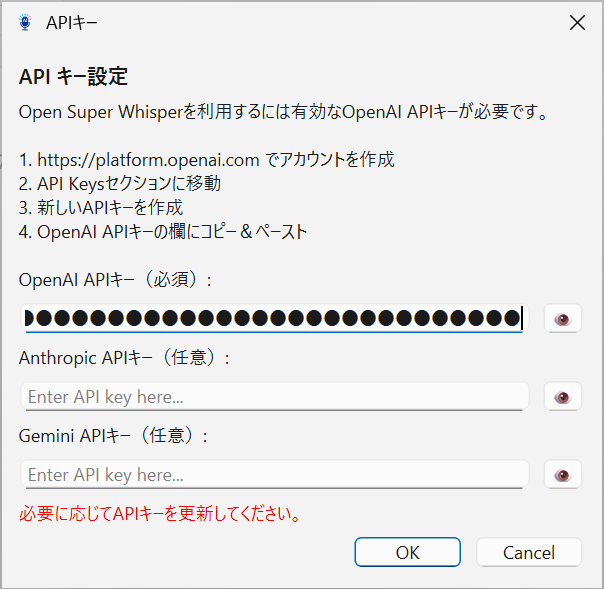 APIキー
API キー設定
Open Super Whisperを利用するには有効なOpenAI APIキーが必要です。
1. https://platform.openai.com でアカウントを作成
2. API Keysセクションに移動
3. 新しいAPIキーを作成
4. OpenAI APIキーの欄にコピー＆ペースト
OpenAI APIキー（必須）:
Anthropic APIキー（任意）:
Enter API key here...
Gemini APIキー（任意）:
Enter API key here...
必要に応じてAPIキーを更新してください。
OK
Cancel